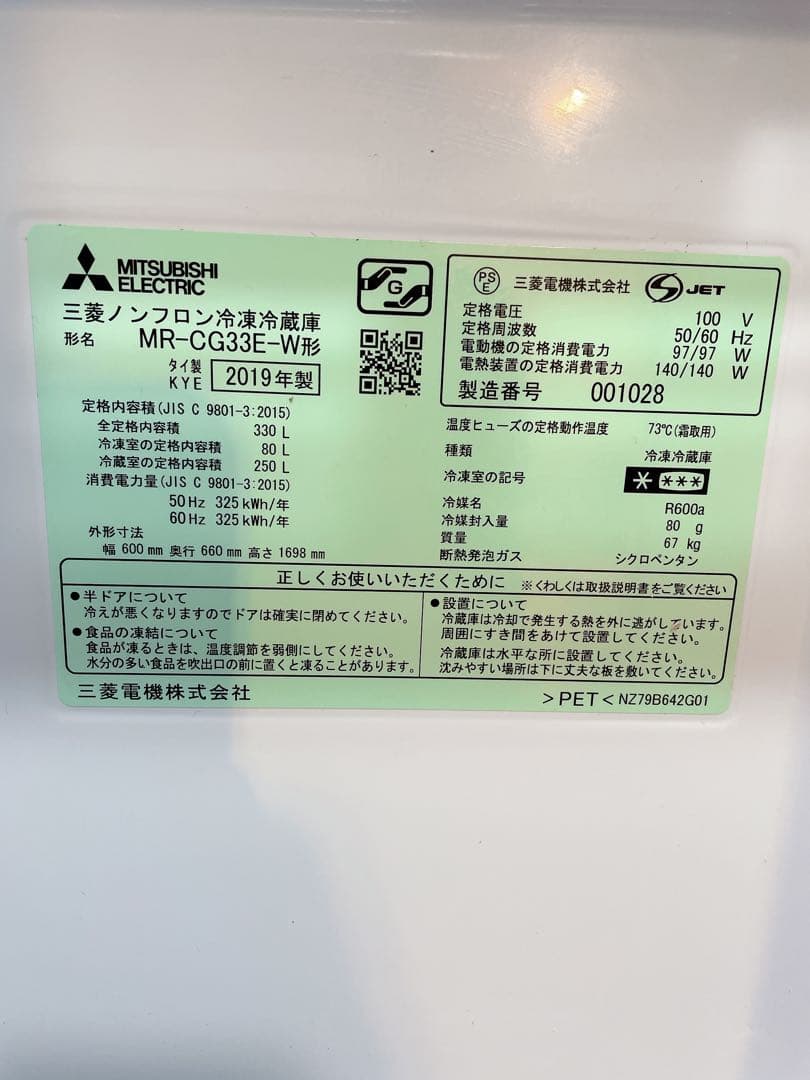 MITSUBISHI
ELECTRIC
G
三菱ノンフロン冷凍冷蔵庫
形名 MR-CG33E-W形
タイ製
KYE 2019年製
定格内容積(JIS C 9801-3:2015)
全定格内容積 330 L
冷凍室の定格内容積 80 L
冷蔵室の定格内容積 250 L
消費電力量(JIS C 9801-3:2015)
50Hz 325kWh/年
60Hz 325kWh/年
外形寸法
幅 600mm 奥行 660mm 高さ 1698mm
PSE 三菱電機株式会社 S JET
定格電圧 100 V
定格周波数 50/60 Hz
電動機の定格消費電力 97/97 W
電熱装置の定格消費電力 140/140 W
製造番号 001028
温度ヒューズの定格動作温度 73℃(霜取用)
種類 冷凍冷蔵庫
冷凍室の記号 * ***
冷媒名 R600a
冷媒封入量 80 g
質量 67 kg
断熱発泡ガス シクロペンタン
正しくお使いいただくために ※くわしくは取扱説明書をご覧ください
●半ドアについて
冷えが悪くなりますのでドアは確実に閉めてください。
●食品の凍結について
食品が凍るときは、温度調節を弱側にしてください。
水分の多い食品を吹出口の前に置くと凍ることがあります。
●設置について
冷蔵庫は冷却で発生する熱を外に逃がしています。
周囲にすき間をあけて設置してください。
冷蔵庫は水平な所に設置してください。
沈みやすい場所は下に丈夫な板を敷いてください。
三菱電機株式会社
>PET< NZ79B642G01